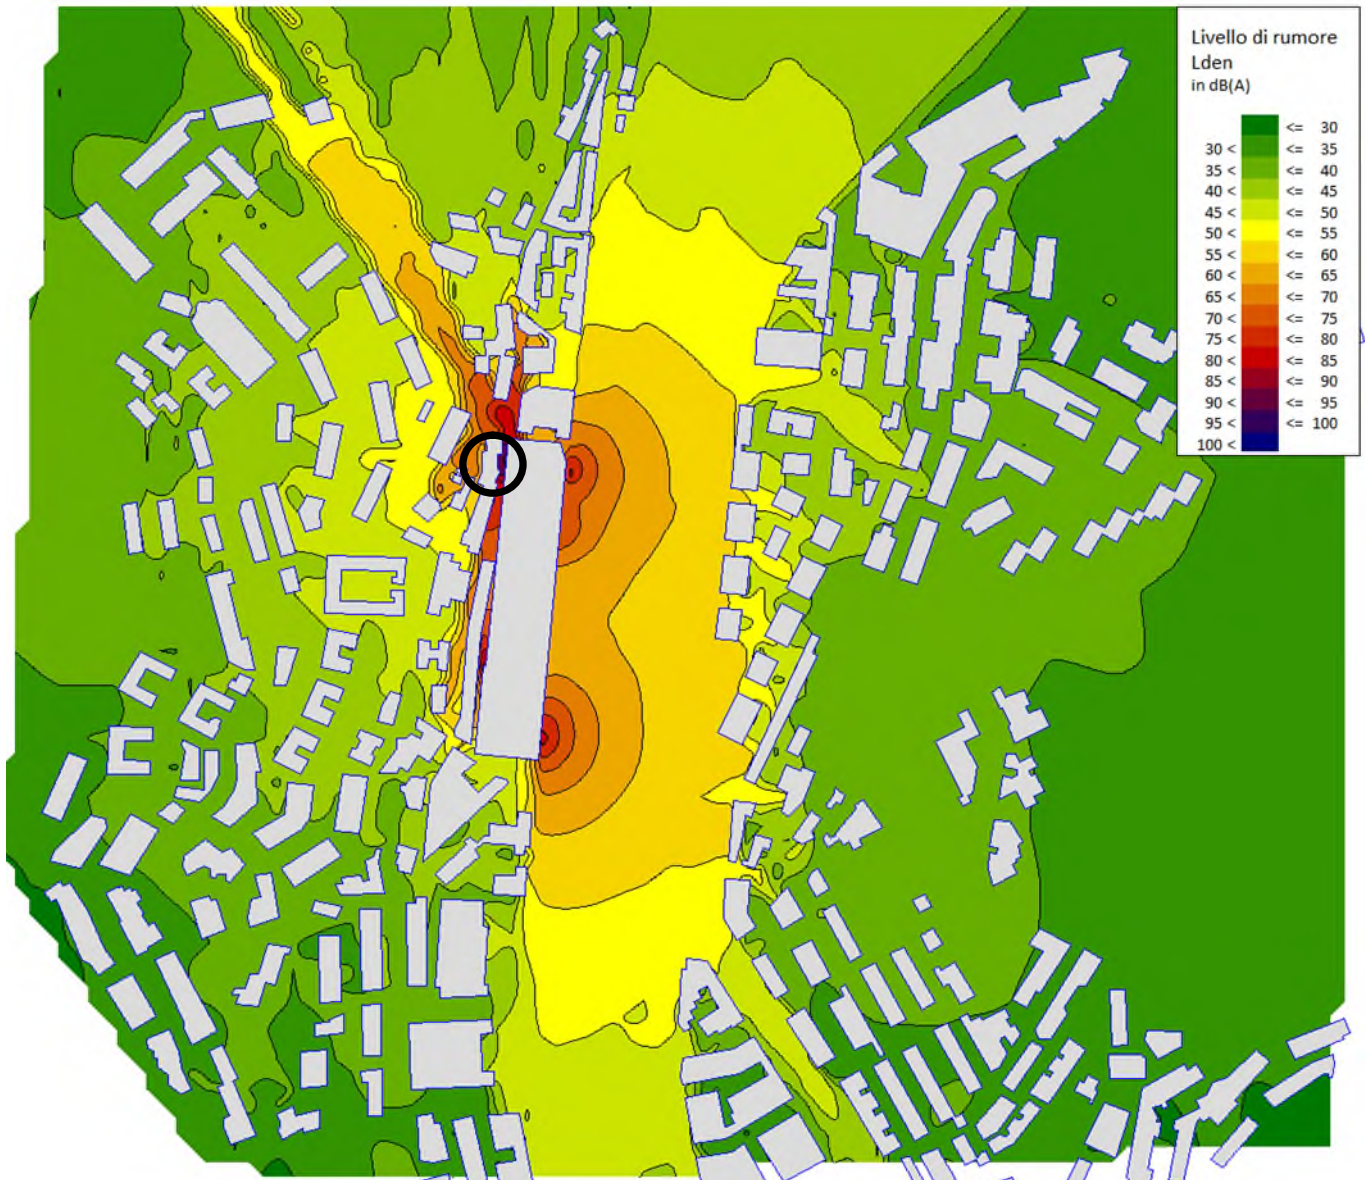 Livello di rumore
Lden
in dB(A)
<= 30
30 < <= 35
35 < <= 40
40 < <= 45
45 < <= 50
50 < <= 55
55 < <= 60
60 < <= 65
65 < <= 70
70 < <= 75
75 < <= 80
80 < <= 85
85 < <= 90
90 < <= 95
95 < <= 100
100 <